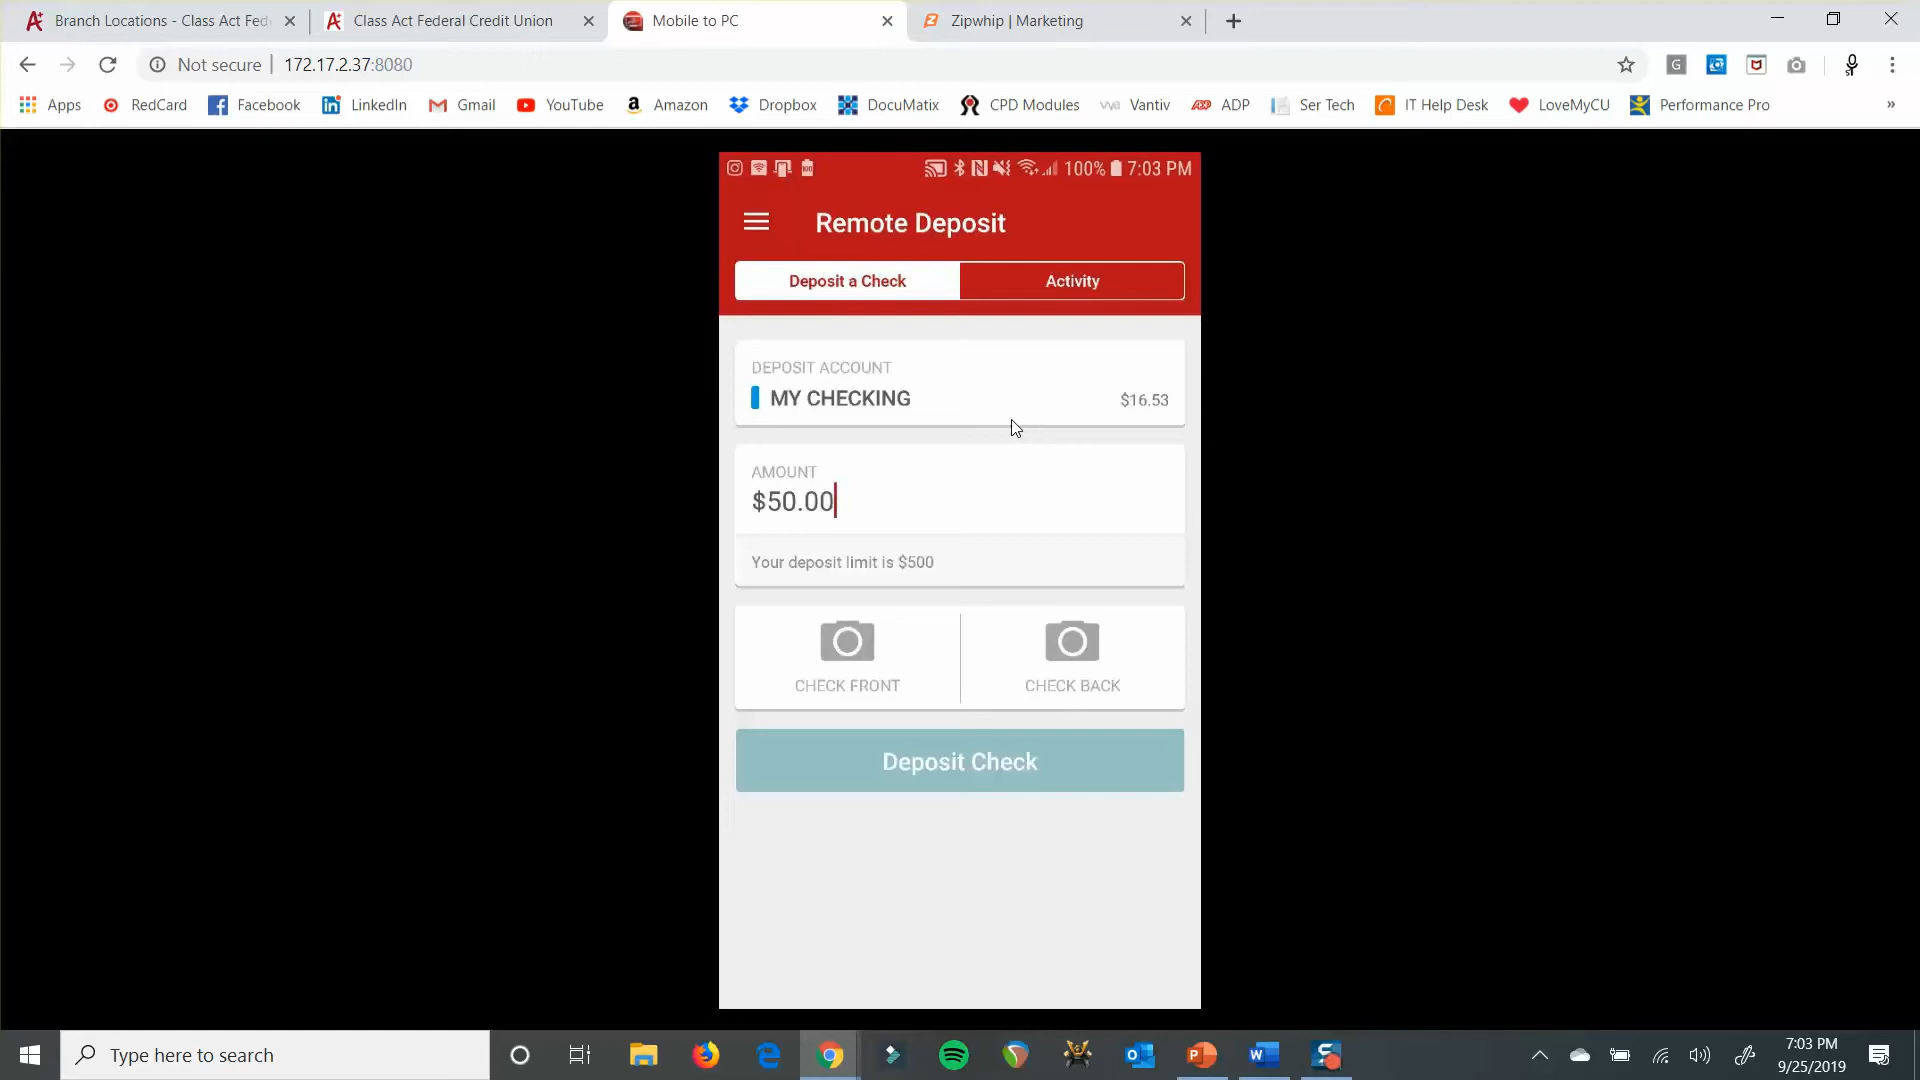 Branch Locations - Class Act Fed
Class Act Federal Credit Union
Mobile to PC
Zipwhip | Marketing
Not secure
172.17.2.37:8080
Apps
RedCard
Facebook
LinkedIn
Gmail
YouTube
Amazon
Dropbox
DocuMatix
CPD Modules
Vantiv
ADP
Ser Tech
IT Help Desk
LoveMyCU
Performance Pro
100% 7:03 PM
Remote Deposit
Deposit a Check
Activity
DEPOSIT ACCOUNT
MY CHECKING $16.53
AMOUNT
$50.00
Your deposit limit is $500
CHECK FRONT
CHECK BACK
Deposit Check
Type here to search
7:03 PM
9/25/2019